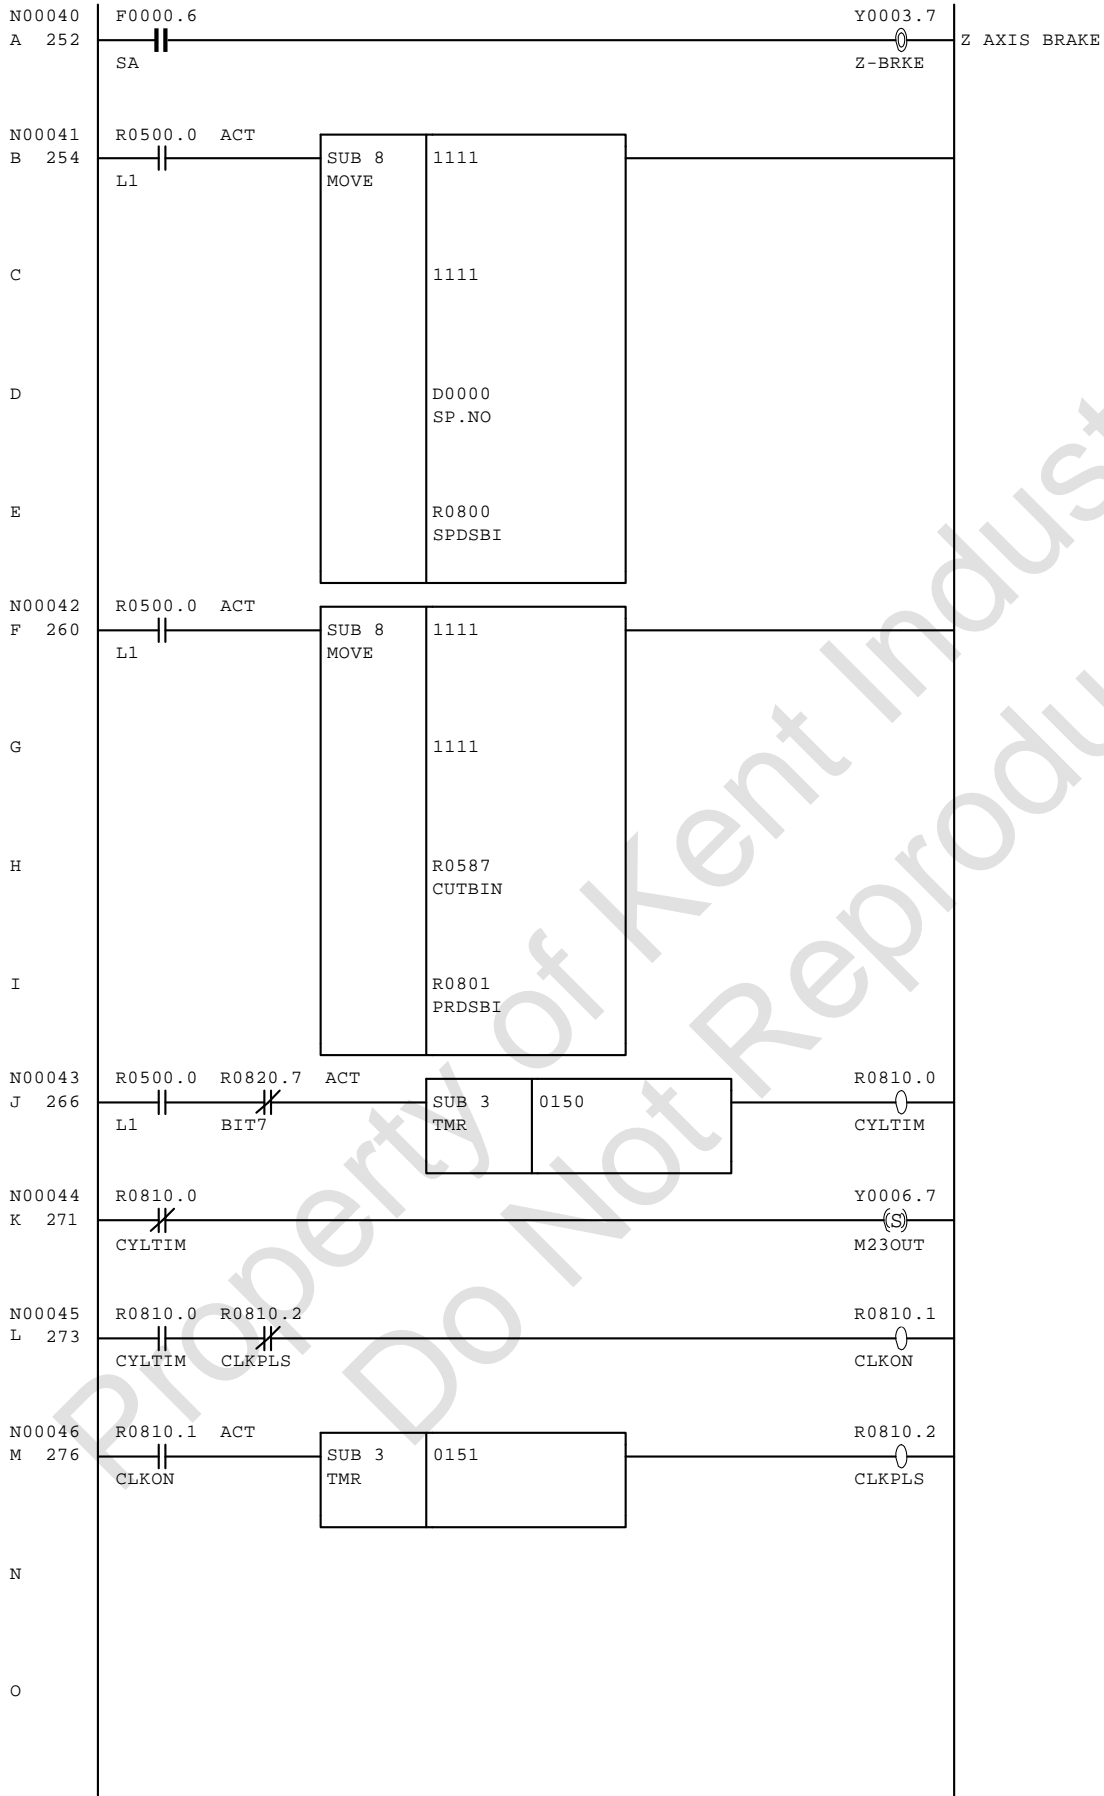 N00040 F0000.6 Y0003.7
A 252 Z AXIS BRAKE
SA Z-BRKE
N00041 R0500.0 ACT
B 254 SUB 8 1111
L1 MOVE
C 1111
D D0000
SP.NO
E R0800
SPDSBI
N00042 R0500.0 ACT
F 260 SUB 8 1111
L1 MOVE
G 1111
H R0587
CUTBIN
I R0801
PRDSBI
N00043 R0500.0 R0820.7 ACT R0810.0
J 266 SUB 3 0150
L1 BIT7 TMR CYLTIM
N00044 R0810.0 Y0006.7
K 271 (S)
CYLTIM M23OUT
N00045 R0810.0 R0810.2 R0810.1
L 273
CYLTIM CLKPLS CLKON
N00046 R0810.1 ACT R0810.2
M 276 SUB 3 0151
CLKON TMR CLKPLS
N
O
Property of Kent Indust
Do Not Reprodu